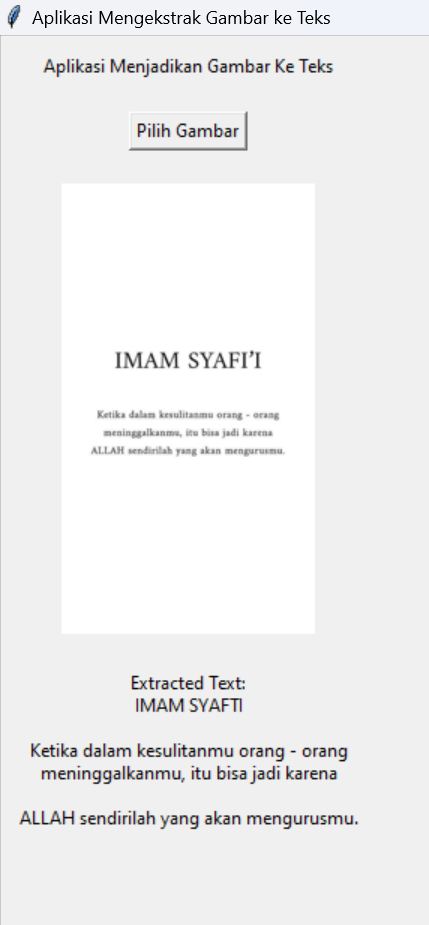 Aplikasi Mengekstrak Gambar ke Teks
Aplikasi Menjadikan Gambar Ke Teks
Pilih Gambar
IMAM SYAFI'I
Ketika dalam kesulitanmu orang - orang
meninggalkanmu, itu bisa jadi karena
ALLAH sendirilah yang akan mengurusmu.
Extracted Text:
IMAM SYAFTI
Ketika dalam kesulitanmu orang - orang
meninggalkanmu, itu bisa jadi karena
ALLAH sendirilah yang akan mengurusmu.